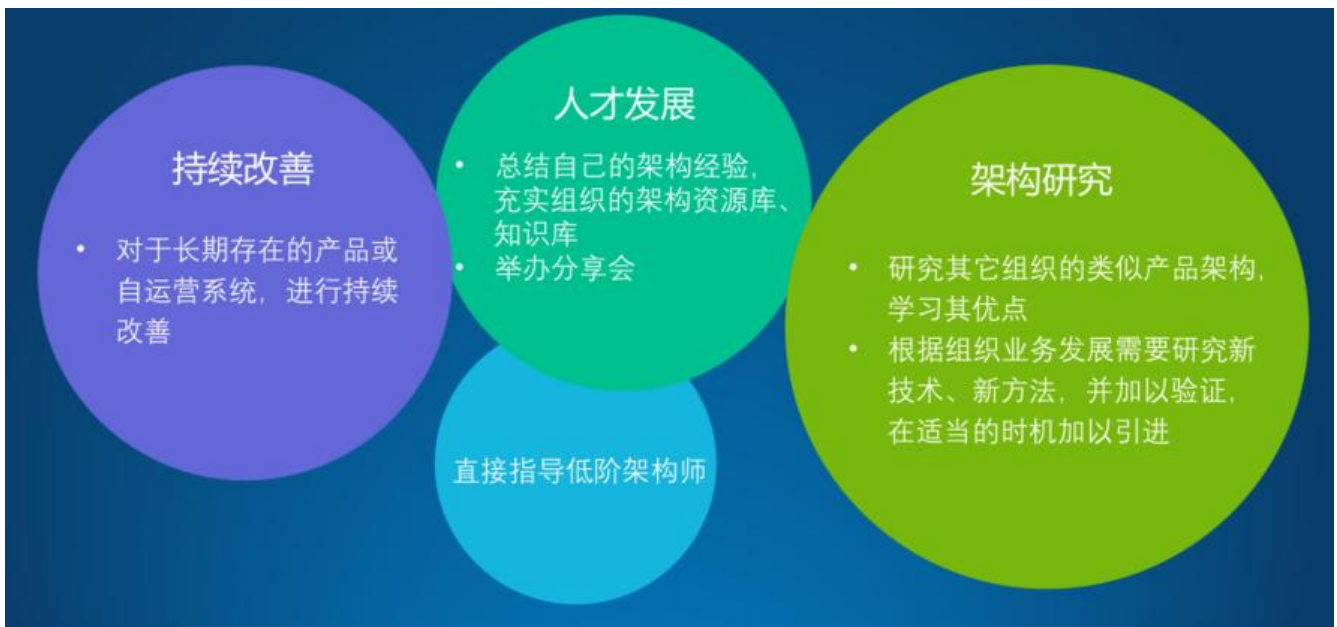 持续改善
• 对于长期存在的产品或
自运营系统，进行持续
改善
人才发展
• 总结自己的架构经验，
充实组织的架构资源库、
知识库
• 举办分享会
直接指导低阶架构师
架构研究
• 研究其它组织的类似产品架构，
学习其优点
• 根据组织业务发展需要研究新
技术、新方法，并加以验证，
在适当的时机加以引进